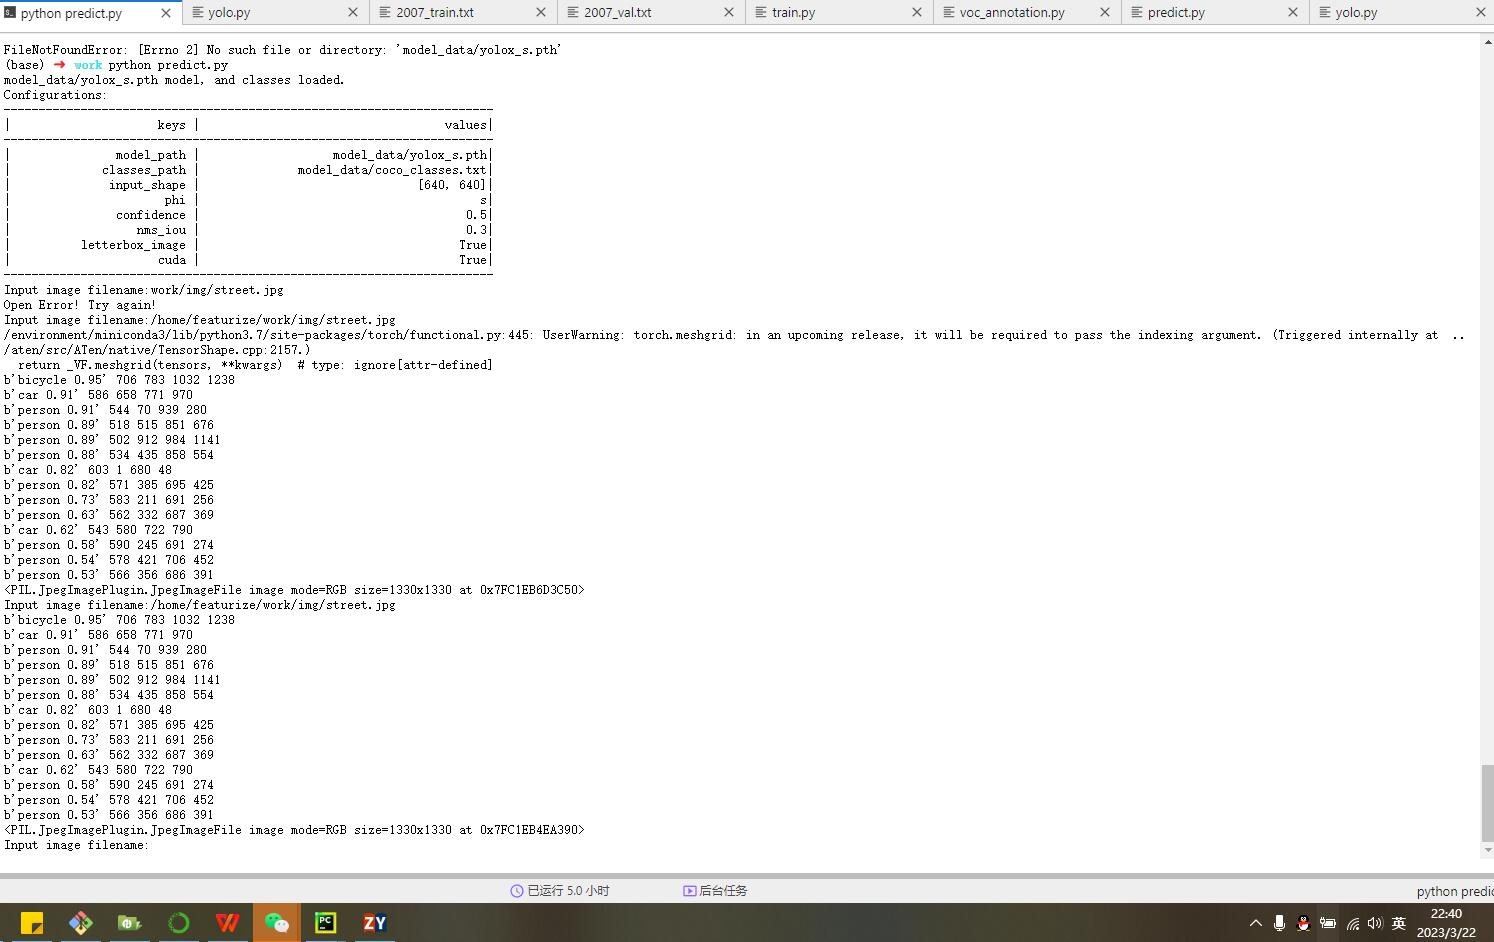 python predict.py
yolo.py
2007_train.txt
2007_val.txt
train.py
voc_annotation.py
predict.py
yolo.py
FileNotFoundError: [Errno 2] No such file or directory: 'model_data/yolox_s.pth'
(base) ➜ work python predict.py
model_data/yolox_s.pth model, and classes loaded.
Configurations:
----------------------------------------------------------------------
| keys | values|
----------------------------------------------------------------------
| model_path | model_data/yolox_s.pth|
| classes_path | model_data/coco_classes.txt|
| input_shape | [640, 640]|
| phi | s|
| confidence | 0.5|
| nms_iou | 0.3|
| letterbox_image | True|
| cuda | True|
----------------------------------------------------------------------
Input image filename:work/img/street.jpg
Open Error! Try again!
Input image filename:/home/featurize/work/img/street.jpg
/environment/miniconda3/lib/python3.7/site-packages/torch/functional.py:445: UserWarning: torch.meshgrid: in an upcoming release, it will be required to pass the indexing argument. (Triggered internally at ..
/aten/src/ATen/native/TensorShape.cpp:2157.)
return _VF.meshgrid(tensors, **kwargs) # type: ignore[attr-defined]
b'bicycle 0.95' 706 783 1032 1238
b'car 0.91' 586 658 771 970
b'person 0.91' 544 70 939 280
b'person 0.89' 518 515 851 676
b'person 0.89' 502 912 984 1141
b'person 0.88' 534 435 858 554
b'car 0.82' 603 1 680 48
b'person 0.82' 571 385 695 425
b'person 0.73' 583 211 691 256
b'person 0.63' 562 332 687 369
b'car 0.62' 543 580 722 790
b'person 0.58' 590 245 691 274
b'person 0.54' 578 421 706 452
b'person 0.53' 566 356 686 391
<PIL.JpegImagePlugin.JpegImageFile image mode=RGB size=1330x1330 at 0x7FC1EB6D3C50>
Input image filename:/home/featurize/work/img/street.jpg
b'bicycle 0.95' 706 783 1032 1238
b'car 0.91' 586 658 771 970
b'person 0.91' 544 70 939 280
b'person 0.89' 518 515 851 676
b'person 0.89' 502 912 984 1141
b'person 0.88' 534 435 858 554
b'car 0.82' 603 1 680 48
b'person 0.82' 571 385 695 425
b'person 0.73' 583 211 691 256
b'person 0.63' 562 332 687 369
b'car 0.62' 543 580 722 790
b'person 0.58' 590 245 691 274
b'person 0.54' 578 421 706 452
b'person 0.53' 566 356 686 391
<PIL.JpegImagePlugin.JpegImageFile image mode=RGB size=1330x1330 at 0x7FC1EB4EA390>
Input image filename:
已运行 5.0 小时
后台任务
python predic
PC
ZY
英
22:40
2023/3/22